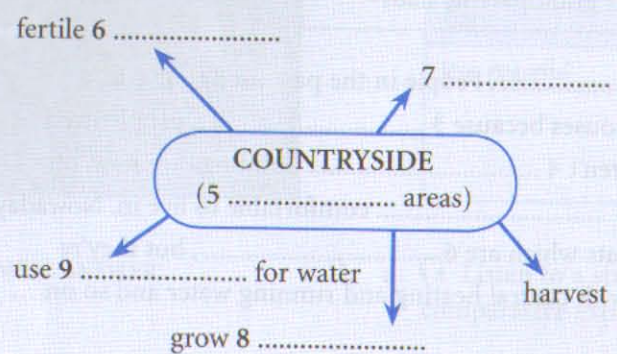 fertile 6 ........................
7 ........................
COUNTRYSIDE
(5 ........................ areas)
use 9 ........................ for water
harvest
grow 8 ........................